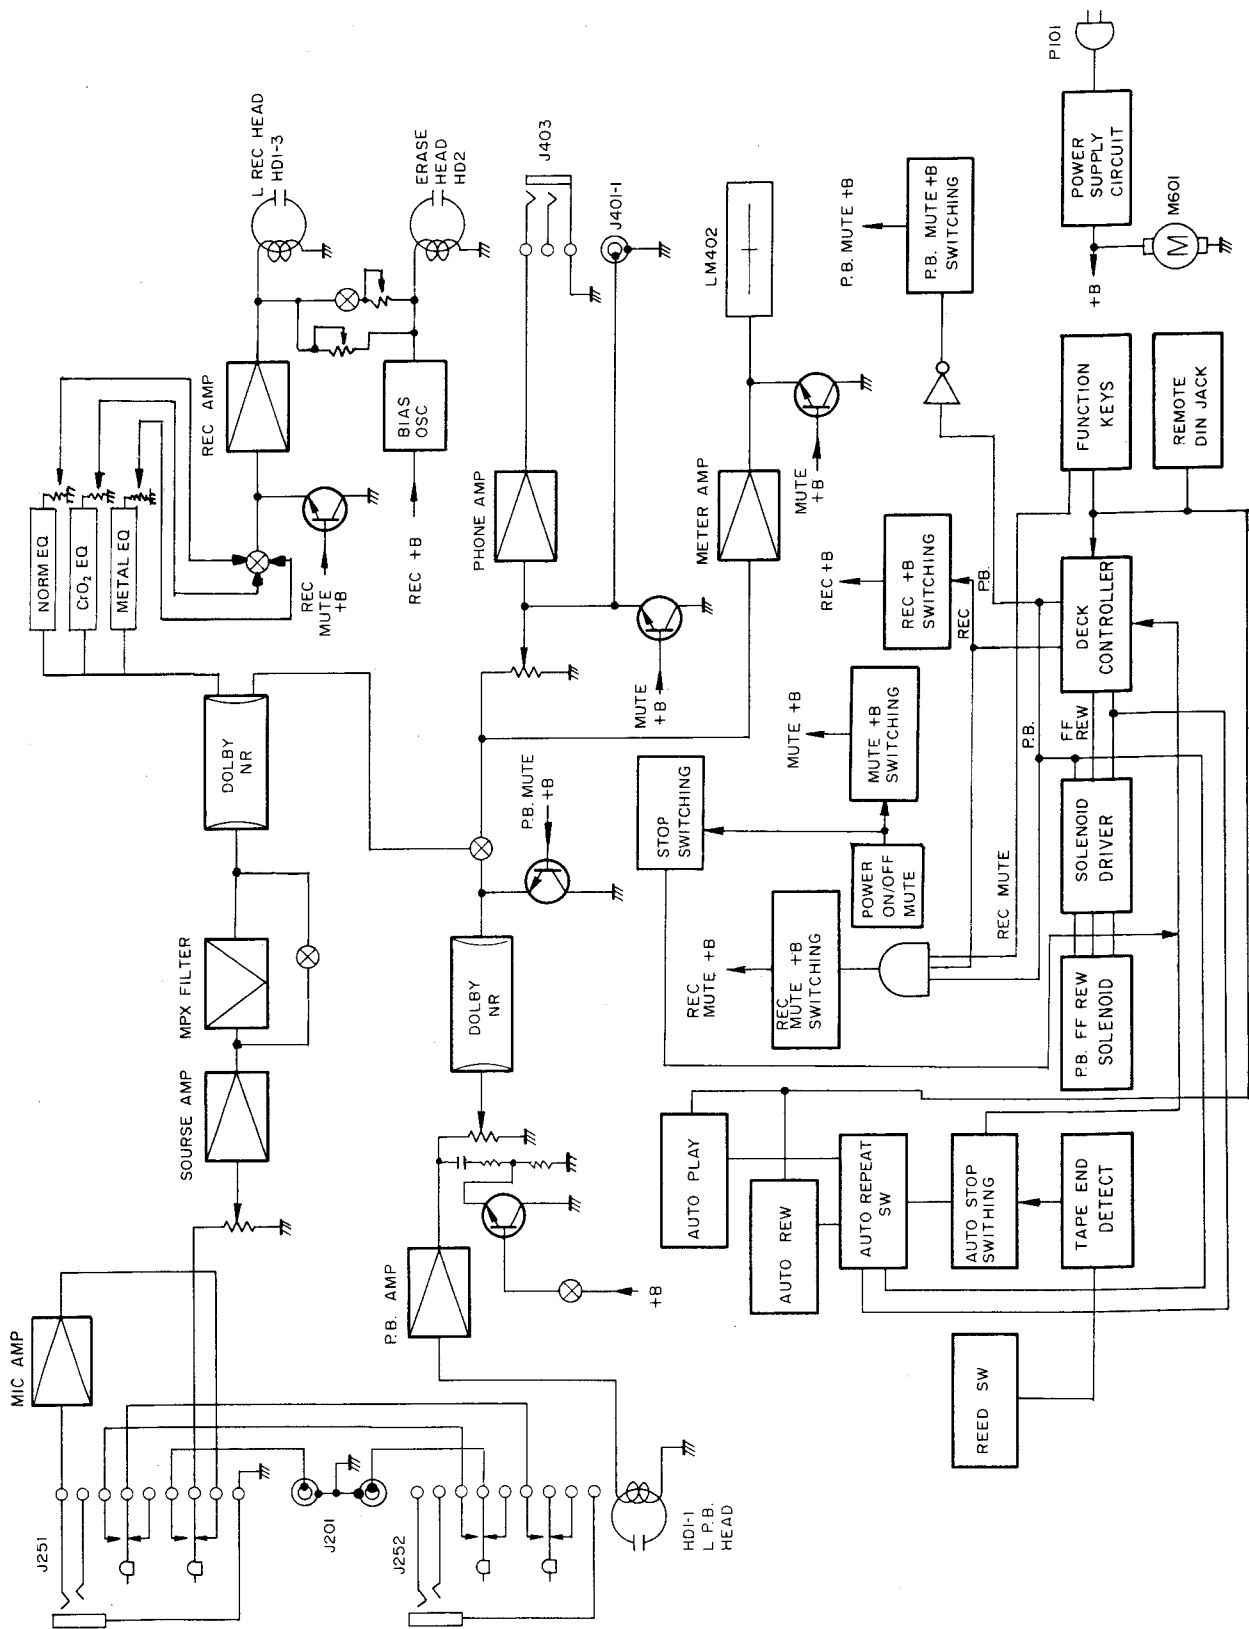 MIC AMP
J251
J201
J252
HD1-1
L P.B.
HEAD
SOURSE AMP
MPX FILTER
DOLBY
NR
NORM EQ
CrO₂ EQ
METAL EQ
REC AMP
L REC HEAD
HD1-3
REC
MUTE
+B
BIAS
OSC
REC +B
ERASE
HEAD
HD2
P.B. AMP
+B
DOLBY
NR
P.B. MUTE
+B
PHONE AMP
J403
J401-1
MUTE
+B
METER AMP
LM402
MUTE
+B
STOP
SWITCHING
MUTE +B
MUTE +B
SWITCHING
POWER
ON/OFF
MUTE
REC
MUTE +B
REC
MUTE +B
SWITCHING
REC MUTE
REC +B
REC +B
SWITCHING
REC
P.B.
P.B. MUTE +B
P.B. MUTE +B
SWITCHING
AUTO PLAY
AUTO REW
AUTO REPEAT
SW
AUTO STOP
SWITHING
TAPE END
DETECT
REED SW
P.B. FF REW
SOLENOID
SOLENOID
DRIVER
P.B.
FF
REW
DECK
CONTROLLER
FUNCTION
KEYS
REMOTE
DIN JACK
+B
M
M601
POWER
SUPPLY
CIRCUIT
P101